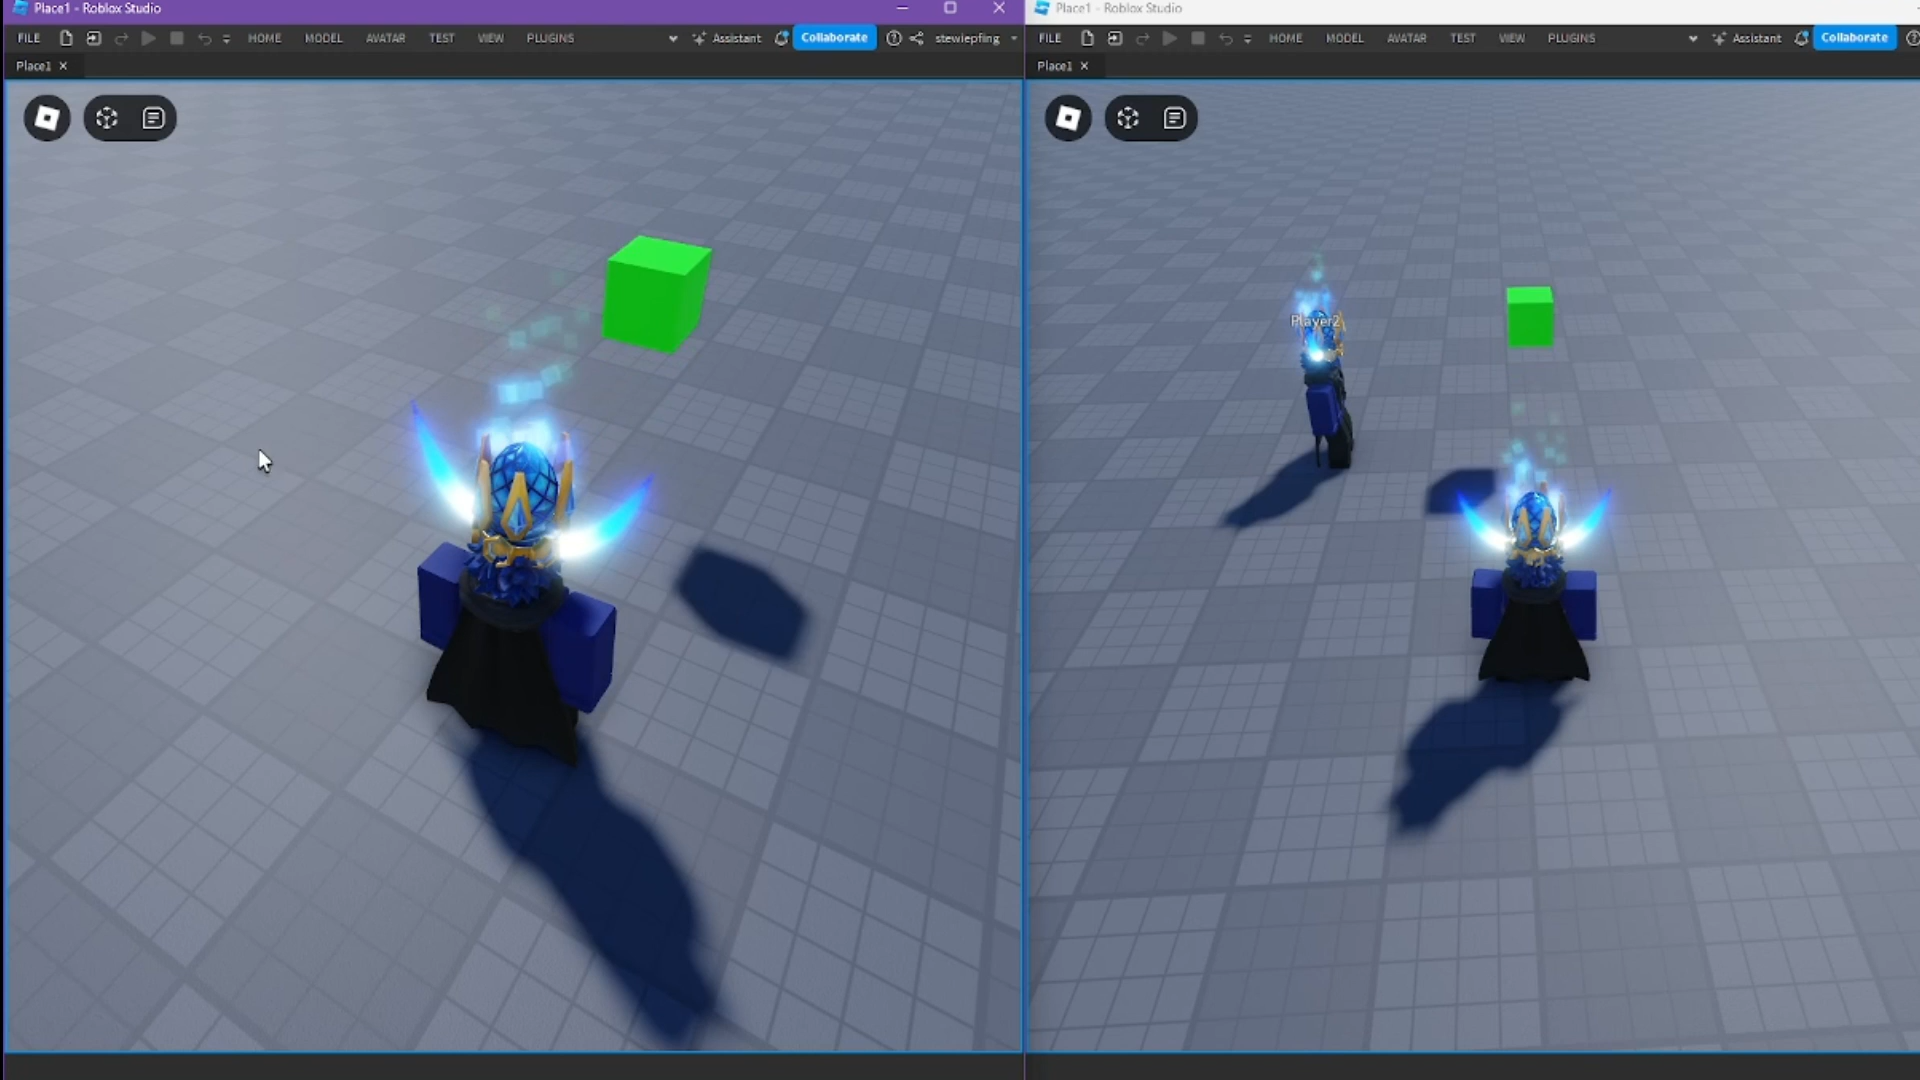 Place1 - Roblox Studio
FILE HOME MODEL AVATAR TEST VIEW PLUGINS Assistant Collaborate stewiepfing
Place1
Place1 - Roblox Studio
FILE HOME MODEL AVATAR TEST VIEW PLUGINS Assistant Collaborate
Place1
Player2